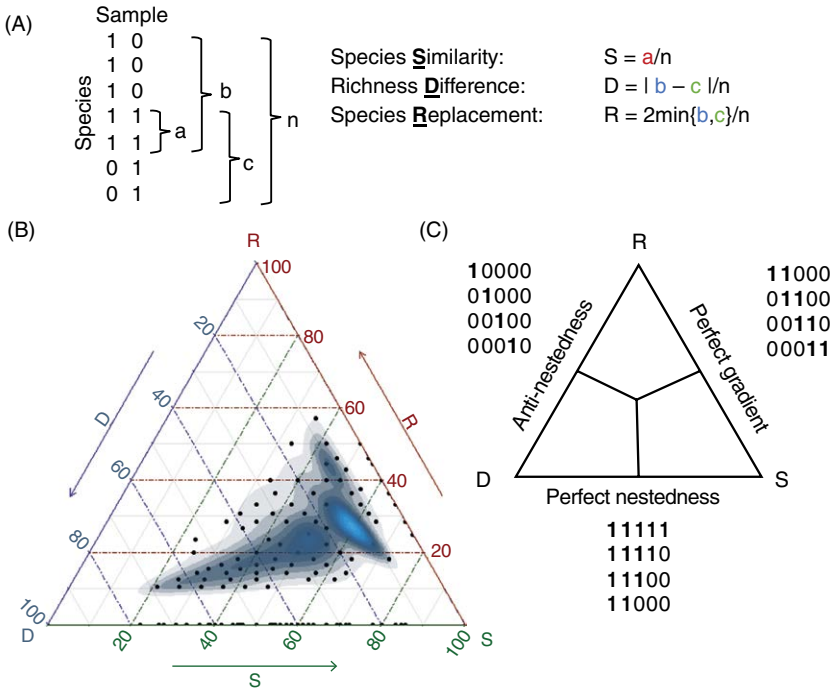 (A)
Sample
Species
1 0
1 0
1 0
1 1
1 1
0 1
0 1
a
b
c
n
Species Similarity: S = a/n
Richness Difference: D = | b – c |/n
Species Replacement: R = 2min{b,c}/n
(B)
R
100
80
60
40
20
R
20
40
60
80
100
D
D
20
40
60
80
100
S
S
(C)
R
D
S
10000
01000
00100
00010
Anti-nestedness
11000
01100
00110
00011
Perfect gradient
Perfect nestedness
11111
11110
11100
11000